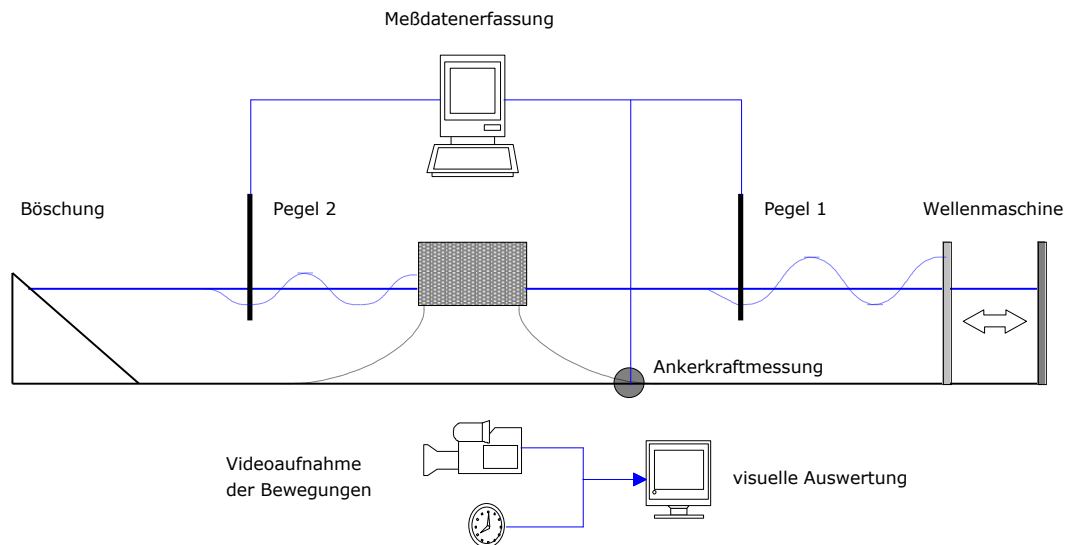 Meßdatenerfassung
Böschung
Pegel 2
Pegel 1
Wellenmaschine
Ankerkraftmessung
Videoaufnahme
der Bewegungen
visuelle Auswertung